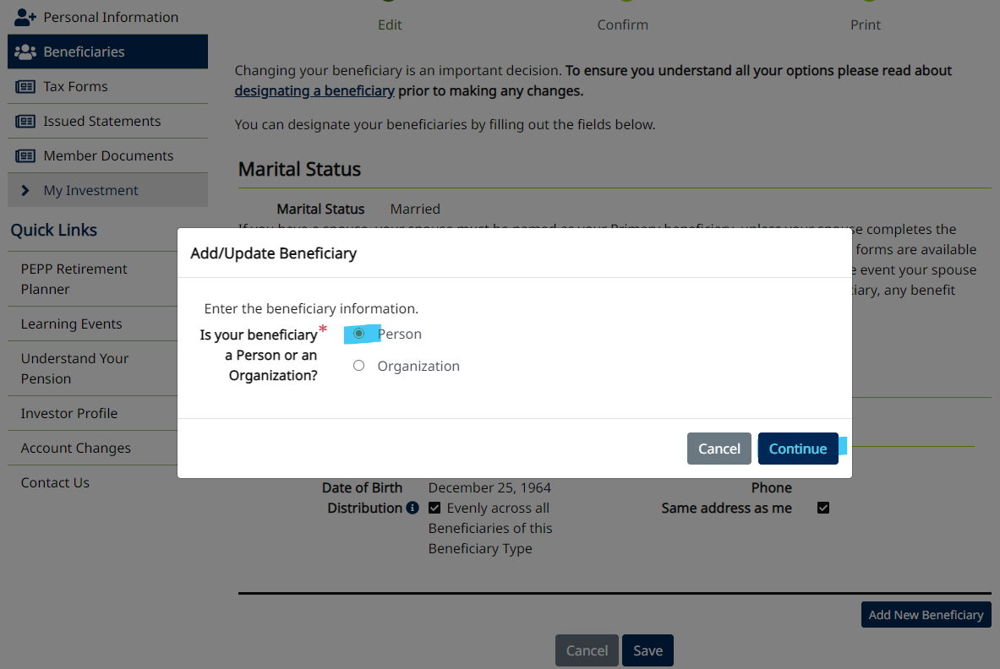 Personal Information
Beneficiaries
Tax Forms
Issued Statements
Member Documents
My Investment
Quick Links
PEPP Retirement
Planner
Learning Events
Understand Your
Pension
Investor Profile
Account Changes
Contact Us
Edit
Confirm
Print
Changing your beneficiary is an important decision. To ensure you understand all your options please read about
designating a beneficiary prior to making any changes.
You can designate your beneficiaries by filling out the fields below.
Marital Status
Marital Status Married
If you have a spouse, your spouse must be named as your Primary beneficiary, unless your spouse completes the
forms are available
event your spouse
any benefit
Add/Update Beneficiary
Enter the beneficiary information.
Is your beneficiary* Person
a Person or an
Organization? Organization
Cancel Continue
Date of Birth December 25, 1964 Phone
Distribution Evenly across all Same address as me
Beneficiaries of this
Beneficiary Type
Add New Beneficiary
Cancel Save